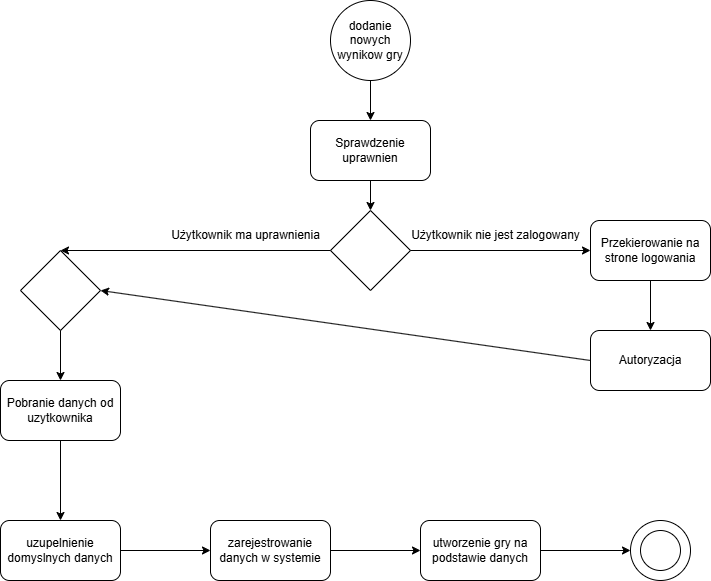 dodanie
nowych
wynikow gry
Sprawdzenie
uprawnien
Użytkownik ma uprawnienia
Użytkownik nie jest zalogowany
Przekierowanie na
strone logowania
Autoryzacja
Pobranie danych od
uzytkownika
uzupelnienie
domyslnych danych
zarejestrowanie
danych w systemie
utworzenie gry na
podstawie danych